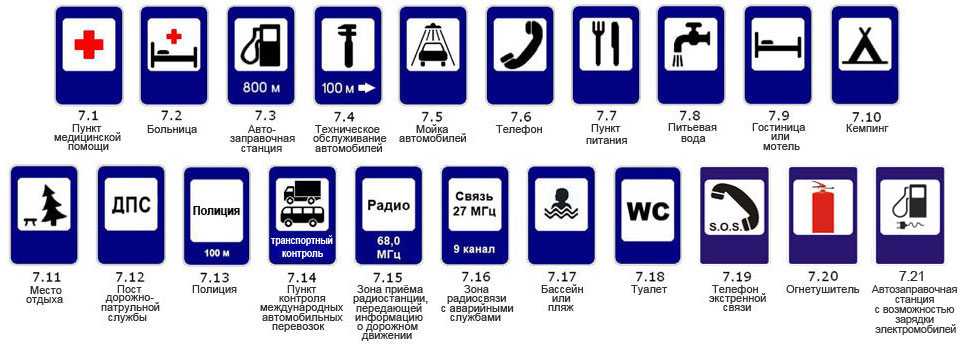 800 м
100 м
7.1
Пункт
медицинской
помощи
7.2
Больница
7.3
Авто-
заправочная
станция
7.4
Техническое
обслуживание
автомобилей
7.5
Мойка
автомобилей
7.6
Телефон
7.7
Пункт
питания
7.8
Питьевая
вода
7.9
Гостиница
или
мотель
7.10
Кемпинг
ДПС
Полиция
100 м
транспортный
контроль
Радио
68,0
МГц
Связь
27 МГц
9 канал
WC
S.O.S.
7.11
Место
отдыха
7.12
Пост
дорожно-
патрульной
службы
7.13
Полиция
7.14
Пункт
контроля
международных
автомобильных
перевозок
7.15
Зона приёма
радиостанции,
передающей
информацию
о дорожном
движении
7.16
Зона
радиосвязи
с аварийными
службами
7.17
Бассейн
или
пляж
7.18
Туалет
7.19
Телефон
экстренной
связи
7.20
Огнетушитель
7.21
Автозаправочная
станция
с возможностью
зарядки
электромобилей